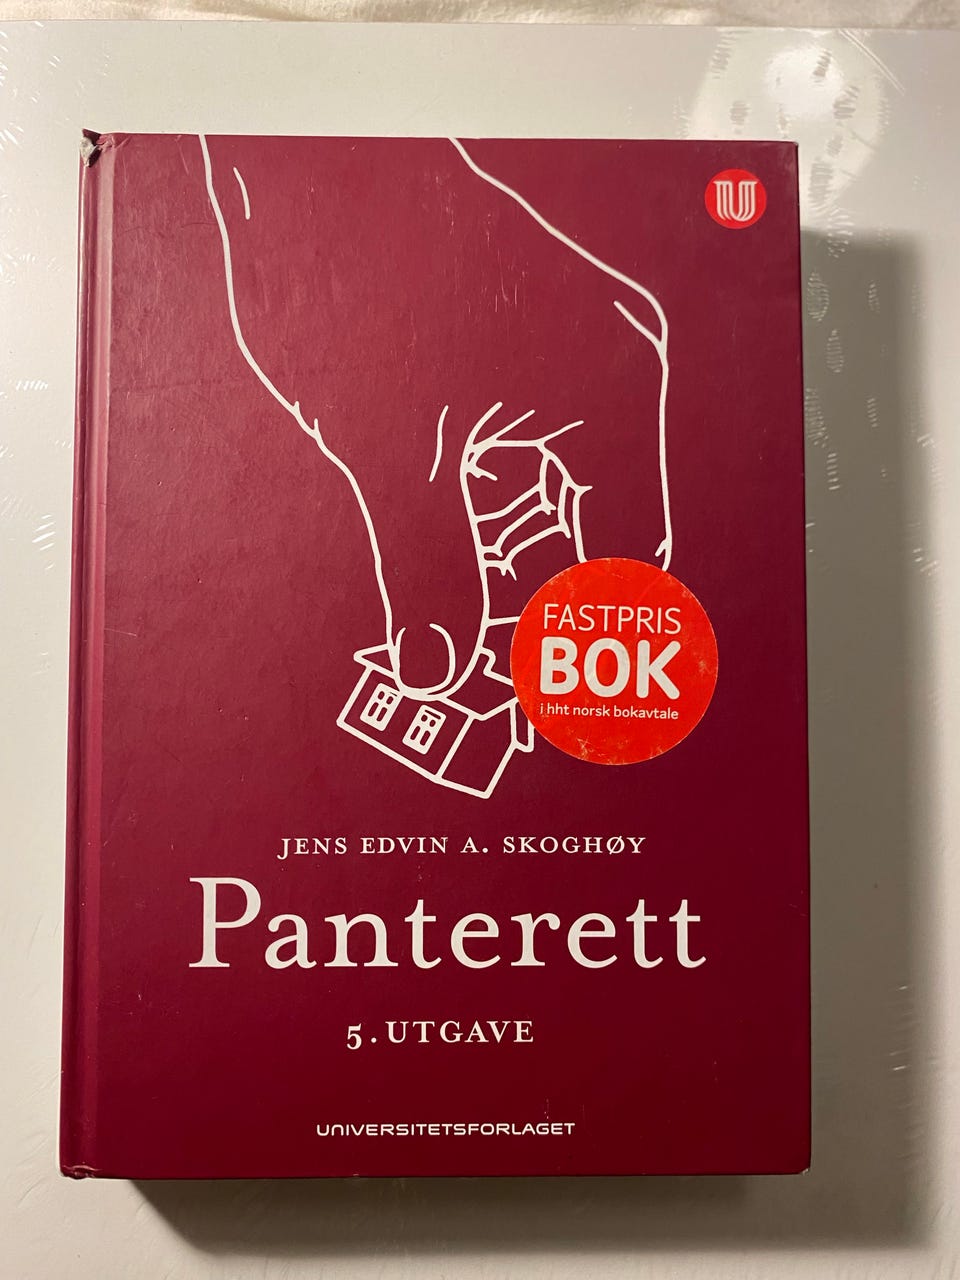 FASTPRIS
BOK
i hht norsk bokavtale
JENS EDVIN A. SKOGHØY
Panterett
5. UTGAVE
UNIVERSITETSFORLAGET